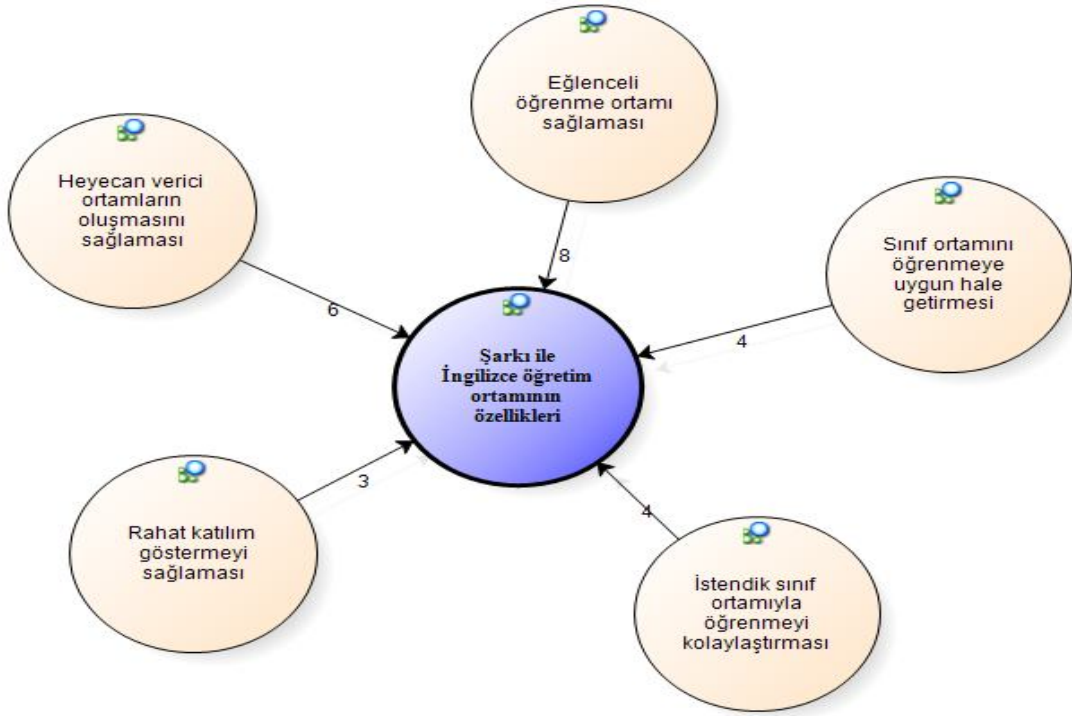 Eğlenceli
öğrenme ortamı
sağlaması
8
Heyecan verici
ortamların
oluşmasını
sağlaması
6
Sınıf ortamını
öğrenmeye
uygun hale
getirmesi
4
Şarkı ile
İngilizce öğretim
ortamının
özellikleri
Rahat katılım
göstermeyi
sağlaması
3
İstendik sınıf
ortamıyla
öğrenmeyi
kolaylaştırması
4